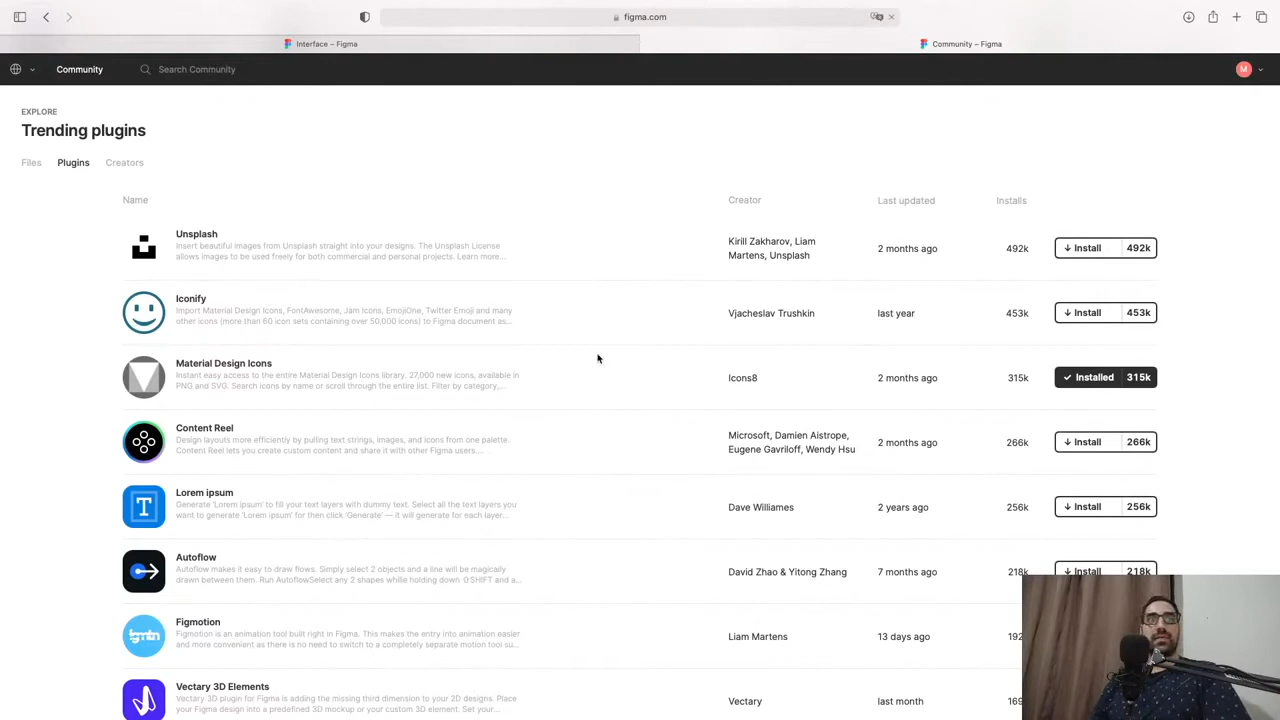 figma.com
Interface – Figma
Community – Figma
Community
Search Community
M
EXPLORE
Trending plugins
Files
Plugins
Creators
Name
Creator
Last updated
Installs
Unsplash
Insert beautiful images from Unsplash straight into your designs. The Unsplash License
allows images to be used freely for both commercial and personal projects. Learn more...
Kirill Zakharov, Liam
Martens, Unsplash
2 months ago
492k
Install
492k
Iconify
Import Material Design Icons, FontAwesome, Jam Icons, EmojiOne, Twitter Emoji and many
other icons (more than 60 icon sets containing over 50,000 icons) to Figma document as...
Vjacheslav Trushkin
last year
453k
Install
453k
Material Design Icons
Instant easy access to the entire Material Design Icons library. 27,000 new icons, available in
PNG and SVG. Search icons by name or scroll through the entire list. Filter by category,...
Icons8
2 months ago
315k
Installed
315k
Content Reel
Design layouts more efficiently by pulling text strings, images, and icons from one palette.
Content Reel lets you create custom content and share it with other Figma users....
Microsoft, Damien Aistrope,
Eugene Gavriloff, Wendy Hsu
2 months ago
266k
Install
266k
T
Lorem ipsum
Generate 'Lorem ipsum' to fill your text layers with dummy text. Select all the text layers you
want to generate 'Lorem ipsum' for then click 'Generate' — it will generate for each layer...
Dave Williames
2 years ago
256k
Install
256k
Autoflow
Autoflow makes it easy to draw flows. Simply select 2 objects and a line will be magically
drawn between them. Run AutoflowSelect any 2 shapes while holding down ⇧SHIFT and a...
David Zhao & Yitong Zhang
7 months ago
218k
Install
218k
fgmtn
Figmotion
Figmotion is an animation tool built right in Figma. This makes the entry into animation easier
and more convenient as there is no need to switch to a completely separate motion tool su...
Liam Martens
13 days ago
192
Vectary 3D Elements
Vectary 3D plugin for Figma is adding the missing third dimension to your 2D designs. Place
your Figma design into a predefined 3D mockup or your custom 3D element. Set your...
Vectary
last month
169